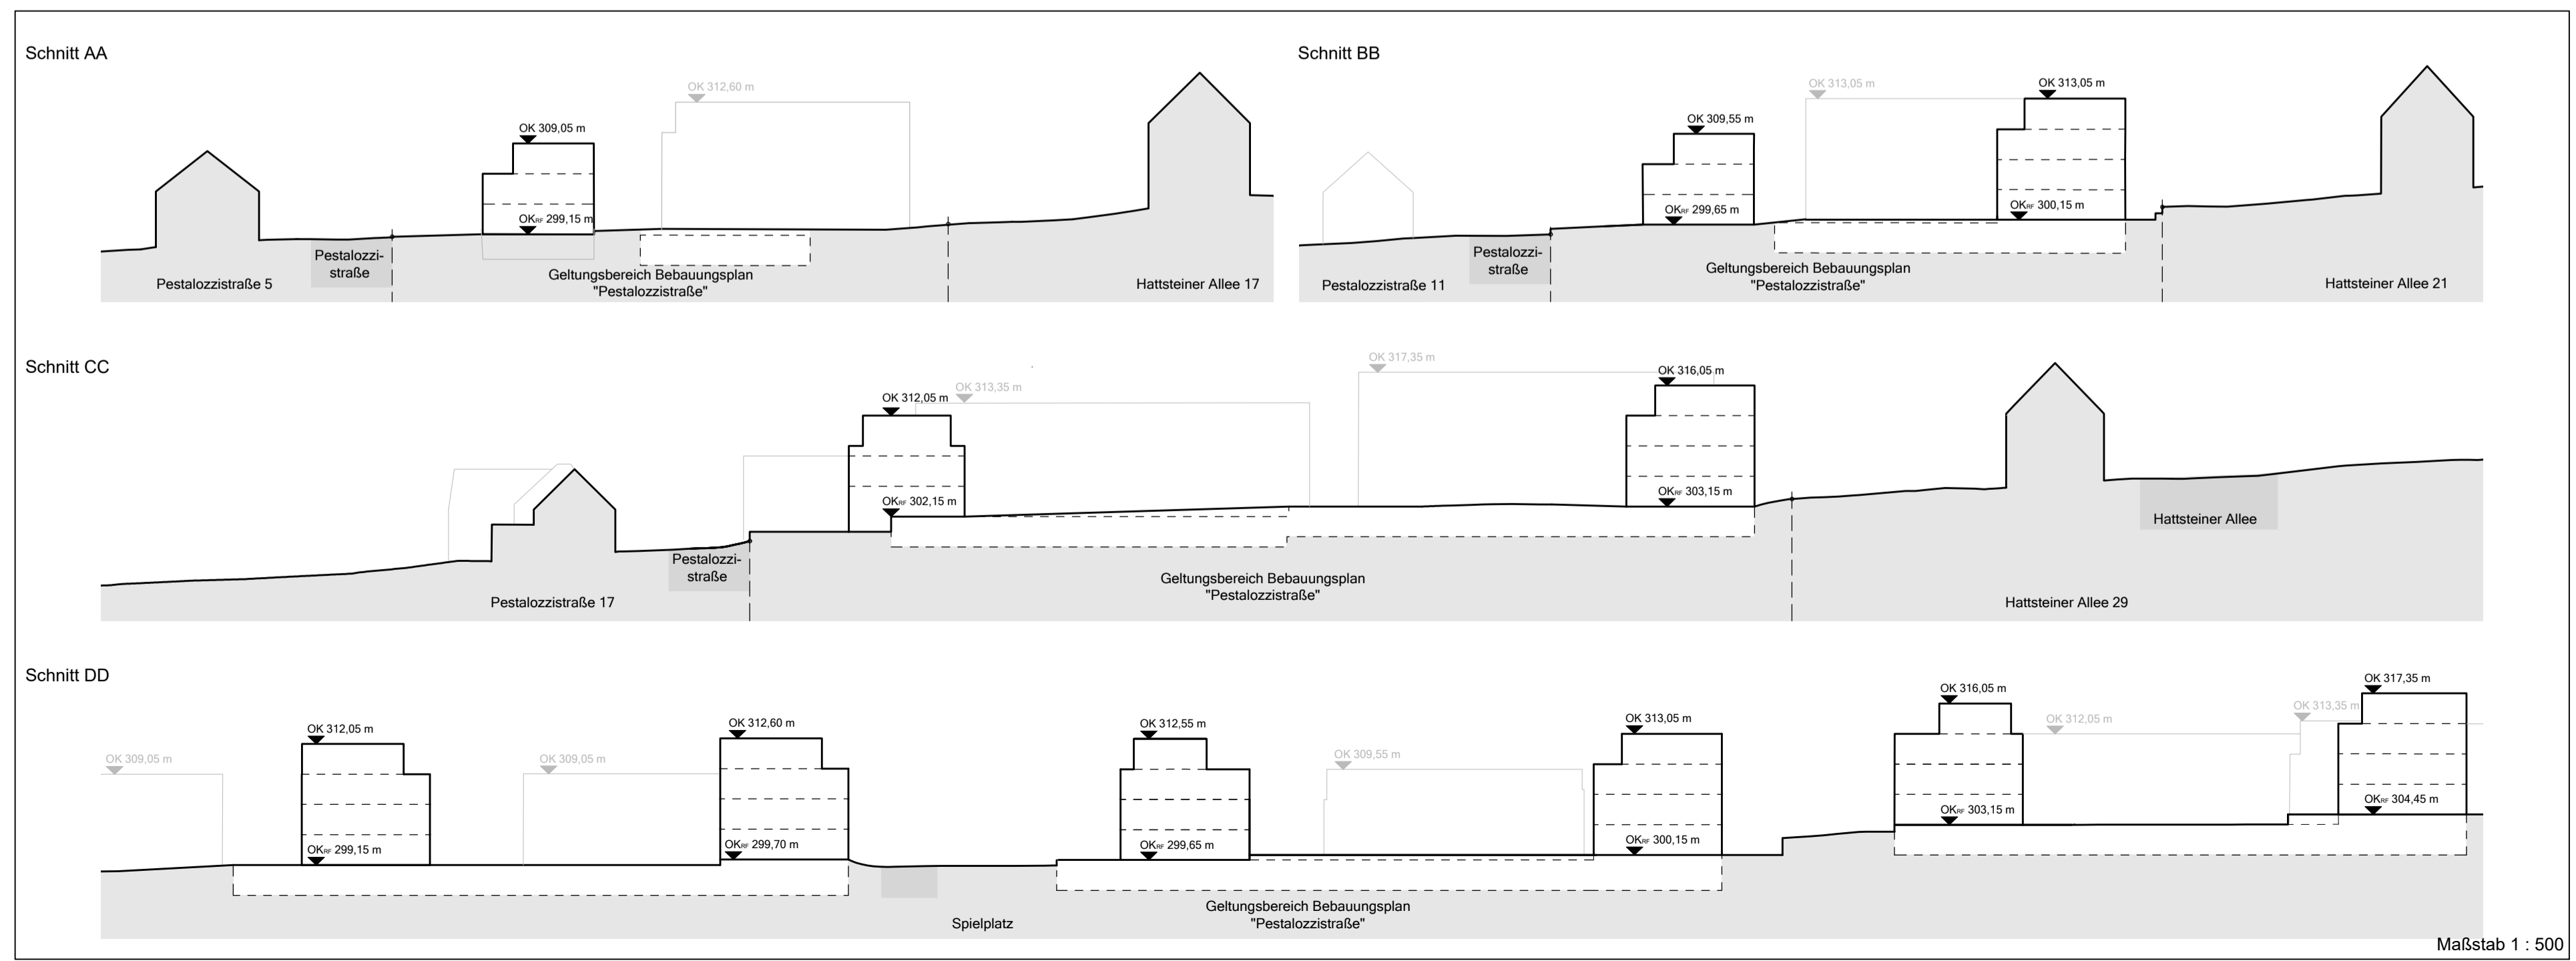 Schnitt AA
OK 312,60 m
OK 309,05 m
OKRF 299,15 m
Pestalozzi-
straße
Pestalozzistraße 5
Geltungsbereich Bebauungsplan
"Pestalozzistraße"
Hattsteiner Allee 17
Schnitt BB
OK 313,05 m
OK 313,05 m
OK 309,55 m
OKRF 299,65 m
OKRF 300,15 m
Pestalozzi-
straße
Pestalozzistraße 11
Geltungsbereich Bebauungsplan
"Pestalozzistraße"
Hattsteiner Allee 21
Schnitt CC
OK 317,35 m
OK 316,05 m
OK 313,35 m
OK 312,05 m
OKRF 302,15 m
OKRF 303,15 m
Hattsteiner Allee
Pestalozzi-
straße
Pestalozzistraße 17
Geltungsbereich Bebauungsplan
"Pestalozzistraße"
Hattsteiner Allee 29
Schnitt DD
OK 309,05 m
OK 312,05 m
OK 309,05 m
OK 312,60 m
OK 312,55 m
OK 309,55 m
OK 313,05 m
OK 316,05 m
OK 312,05 m
OK 313,35 m
OK 317,35 m
OKRF 299,15 m
OKRF 299,70 m
OKRF 299,65 m
OKRF 300,15 m
OKRF 303,15 m
OKRF 304,45 m
Spielplatz
Geltungsbereich Bebauungsplan
"Pestalozzistraße"
Maßstab 1 : 500